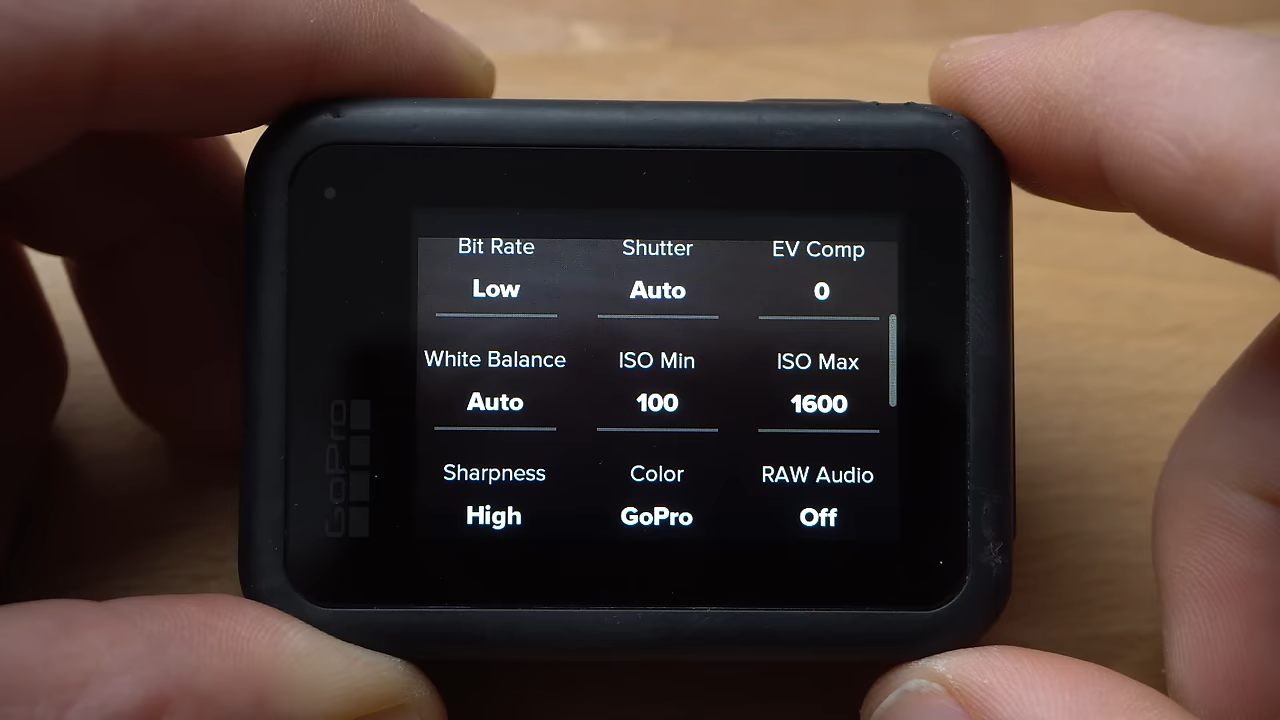 Bit Rate Shutter EV Comp
Low Auto 0
White Balance ISO Min ISO Max
Auto 100 1600
Sharpness Color RAW Audio
High GoPro Off
GoPro